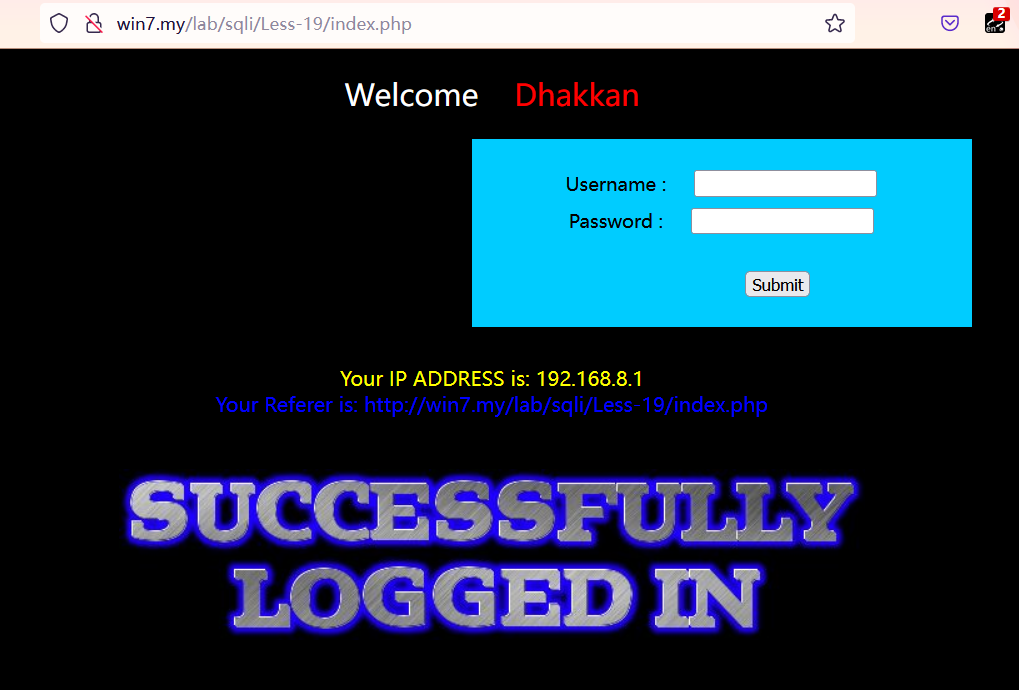 win7.my/lab/sqli/Less-19/index.php
2
en
Welcome Dhakkan
Username :
Password :
Submit
Your IP ADDRESS is: 192.168.8.1
Your Referer is: http://win7.my/lab/sqli/Less-19/index.php
SUCCESSFULLY
LOGGED IN